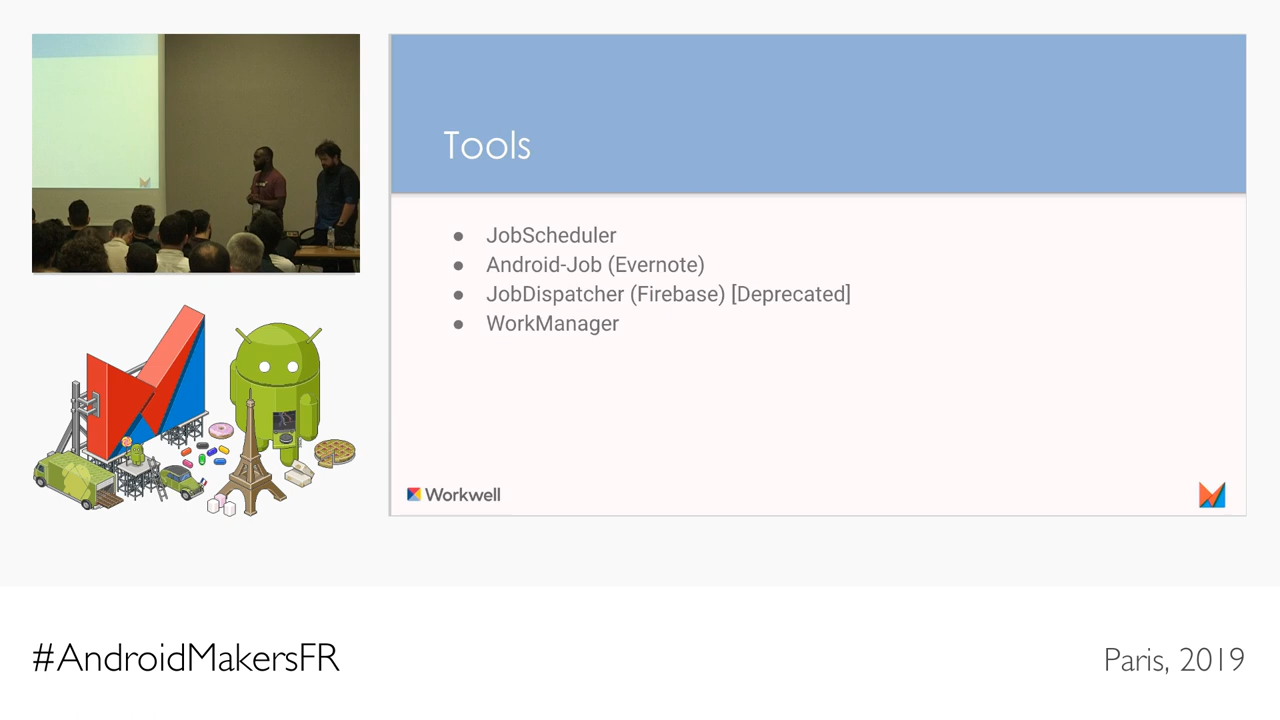 Tools
● JobScheduler
● Android-Job (Evernote)
● JobDispatcher (Firebase) [Deprecated]
● WorkManager
Workwell
#AndroidMakersFR
Paris, 2019